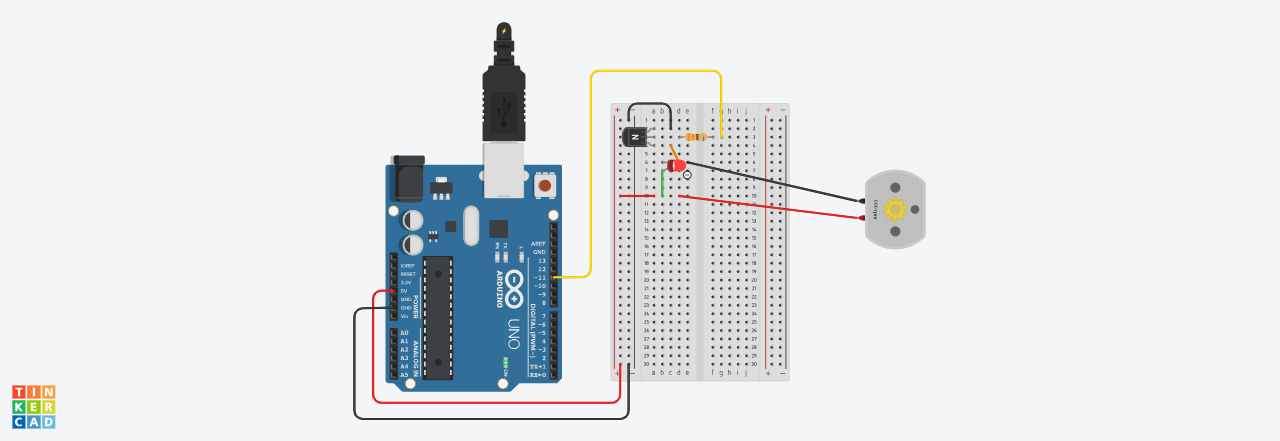 AREF
GND
13
12
~11
~10
~9
8
7
~6
~5
4
~3
2
TX→1
RX←0
DIGITAL (PWM~)
IOREF
RESET
3.3V
5V
GND
GND
Vin
POWER
A0
A1
A2
A3
A4
A5
ANALOG IN
RX
TX
L
ARDUINO
UNO
ON
N
+ − a b c d e f g h i j + −
1
2
3
4
5
6
7
8
9
10
11
12
13
14
15
16
17
18
19
20
21
22
23
24
25
26
27
28
29
30
+ − a b c d e f g h i j + −
TIN
KER
CAD